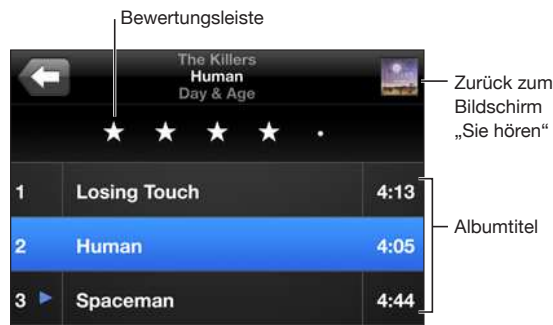 Bewertungsleiste
The Killers
Human
Day & Age
Zurück zum
Bildschirm
„Sie hören“
1 Losing Touch 4:13
2 Human 4:05
3 Spaceman 4:44
Albumtitel